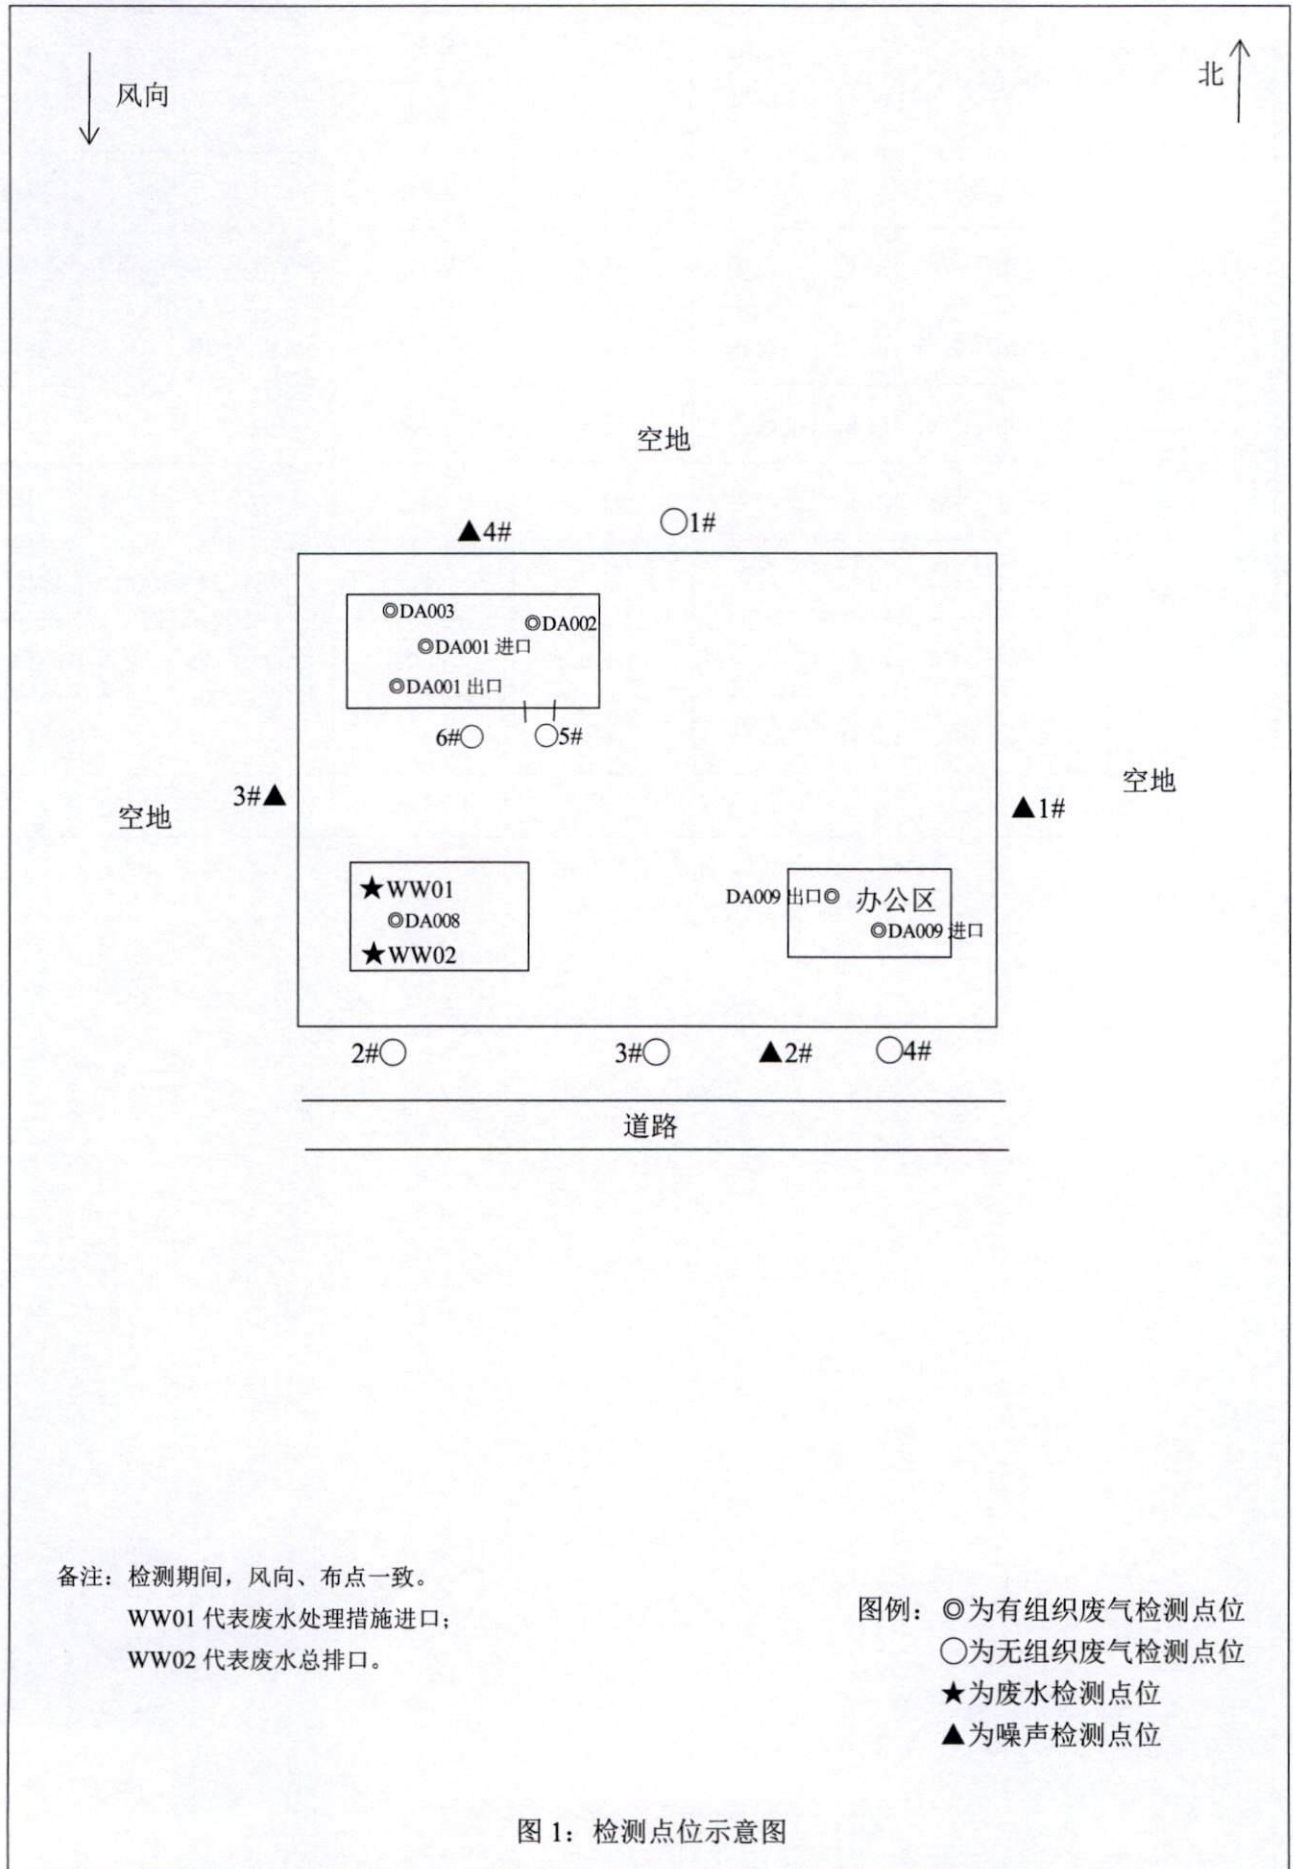 风向
北
空地
▲4#
○1#
◎DA003
◎DA002
◎DA001 进口
◎DA001 出口
6#○
○5#
3#▲
空地
空地
▲1#
★WW01
◎DA008
★WW02
DA009 出口◎
办公区
◎DA009 进口
2#○
3#○
▲2#
○4#
道路
备注：检测期间，风向、布点一致。
WW01 代表废水处理措施进口；
WW02 代表废水总排口。
图例：◎为有组织废气检测点位
○为无组织废气检测点位
★为废水检测点位
▲为噪声检测点位
图 1：检测点位示意图